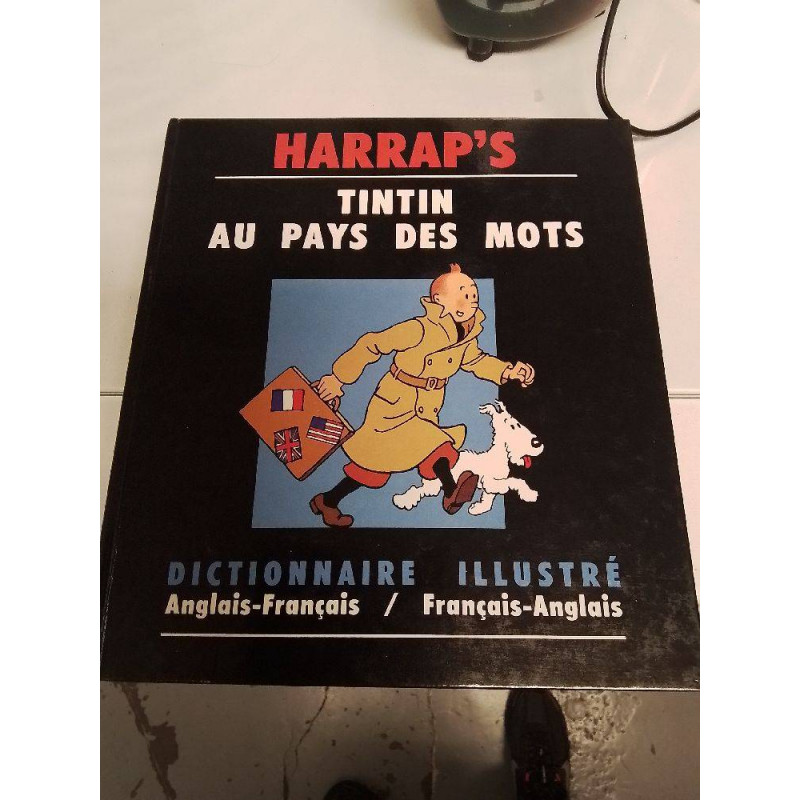 HARRAP'S
TINTIN
AU PAYS DES MOTS
DICTIONNAIRE ILLUSTRÉ
Anglais-Français / Français-Anglais